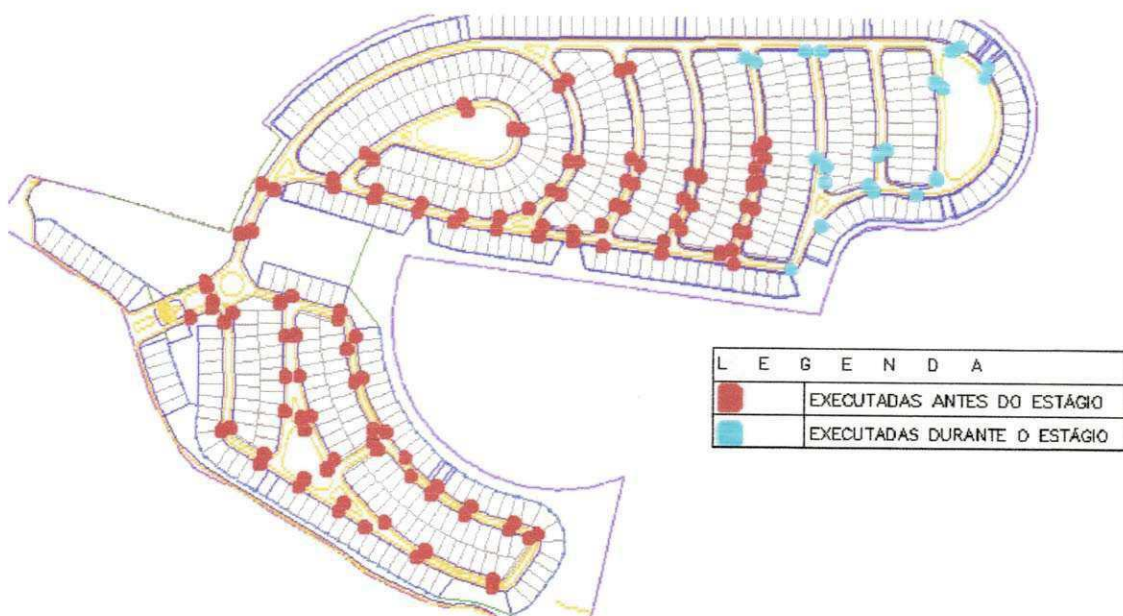 L E G E N D A
EXECUTADAS ANTES DO ESTÁGIO
EXECUTADAS DURANTE O ESTÁGIO